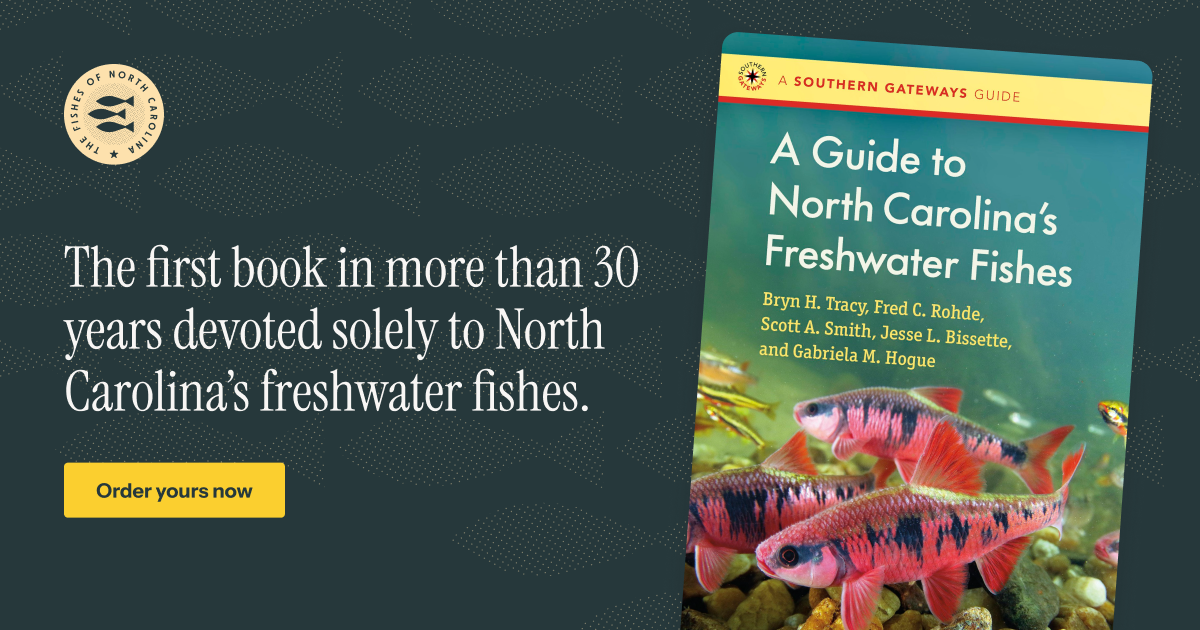 THE FISHES OF NORTH CAROLINA
The first book in more than 30
years devoted solely to North
Carolina’s freshwater fishes.
Order yours now
SOUTHERN GATEWAYS
A SOUTHERN GATEWAYS GUIDE
A Guide to
North Carolina’s
Freshwater Fishes
Bryn H. Tracy, Fred C. Rohde,
Scott A. Smith, Jesse L. Bissette,
and Gabriela M. Hogue